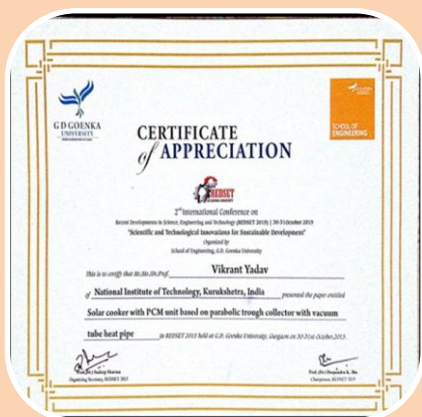 G D GOENKA
UNIVERSITY
SCHOOL OF
ENGINEERING
CERTIFICATE
of APPRECIATION
REDSET
2nd International Conference on
Recent Developments in Science, Engineering and Technology (REDSET 2015) | 30-31 October 2015
"Scientific and Technological Innovations for Sustainable Development"
Organized By
School of Engineering, G.D. Goenka University
This is to certify that Mr./Ms./Dr./Prof. Vikrant Yadav
of National Institute of Technology, Kurukshetra, India presented the paper entitled
Solar cooker with PCM unit based on parabolic trough collector with vacuum
tube heat pipe in REDSET 2015 held at G.D. Goenka University, Gurgaon on 30-31st October, 2015.
Organizing Secretary, REDSET 2015
Chairperson, REDSET 2015